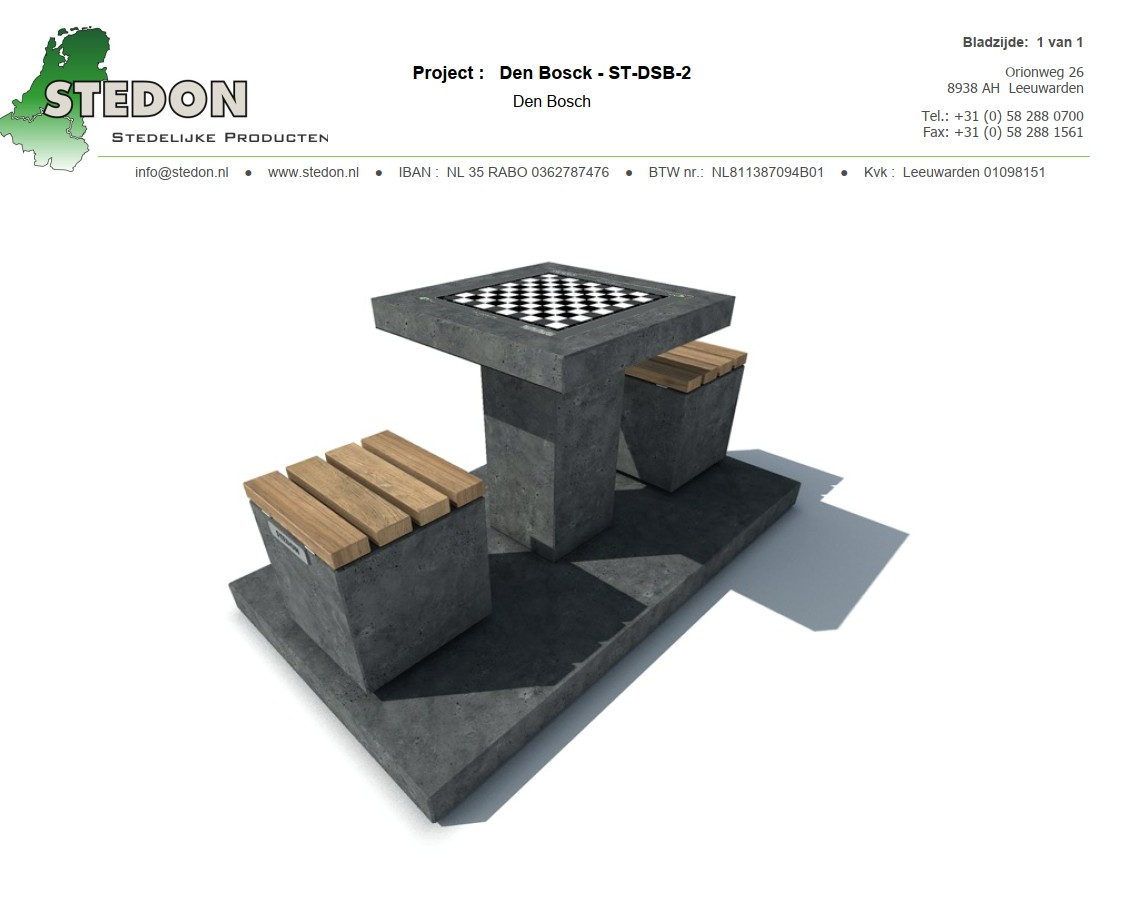 STEDON
STEDELIJKE PRODUCTEN
Project : Den Bosck - ST-DSB-2
Den Bosch
Bladzijde: 1 van 1
Orionweg 26
8938 AH Leeuwarden
Tel.: +31 (0) 58 288 0700
Fax: +31 (0) 58 288 1561
info@stedon.nl ● www.stedon.nl ● IBAN : NL 35 RABO 0362787476 ● BTW nr.: NL811387094B01 ● Kvk : Leeuwarden 01098151